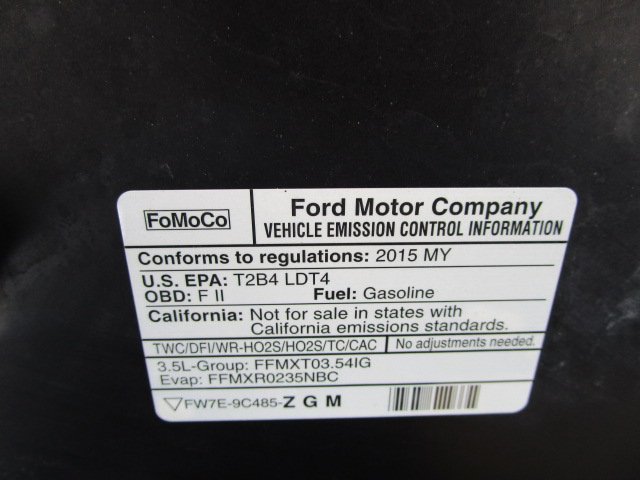 FoMoCo
Ford Motor Company
VEHICLE EMISSION CONTROL INFORMATION
Conforms to regulations: 2015 MY
U.S. EPA: T2B4 LDT4
OBD: F II Fuel: Gasoline
California: Not for sale in states with
California emissions standards.
TWC/DFI/WR-HO2S/HO2S/TC/CAC No adjustments needed.
3.5L-Group: FFMXT03.54IG
Evap: FFMXR0235NBC
FW7E-9C485-Z G M